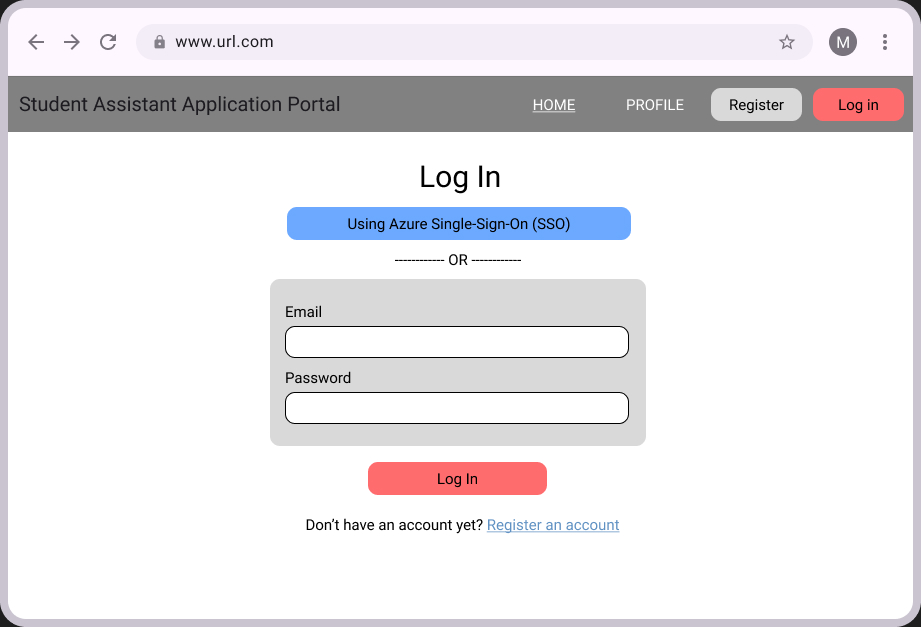 www.url.com
M
Student Assistant Application Portal
HOME
PROFILE
Register
Log in
Log In
Using Azure Single-Sign-On (SSO)
------------ OR ------------
Email
Password
Log In
Don’t have an account yet? Register an account